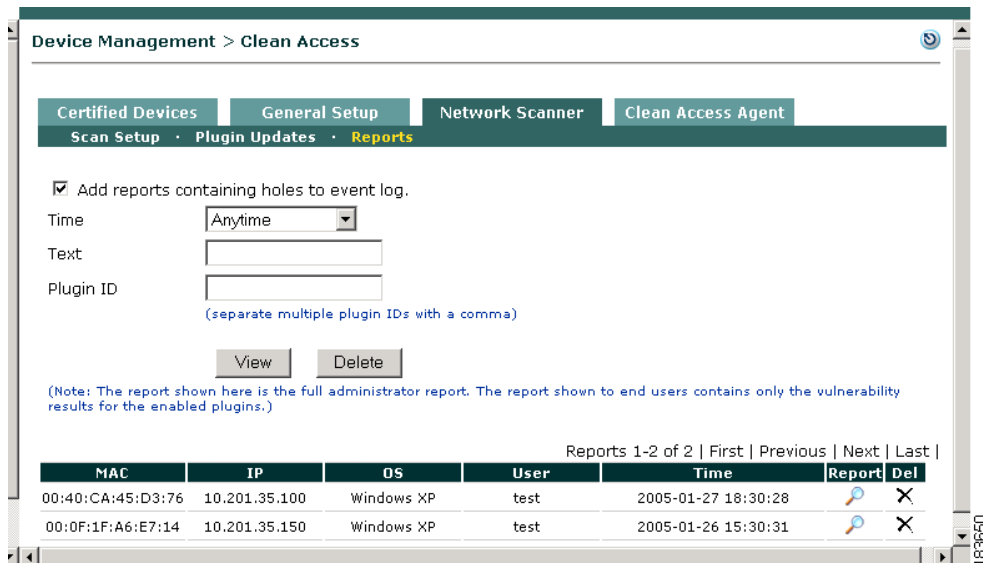 Device Management > Clean Access
Certified Devices General Setup Network Scanner Clean Access Agent
Scan Setup · Plugin Updates · Reports
Add reports containing holes to event log.
Time Anytime
Text
Plugin ID
(separate multiple plugin IDs with a comma)
View Delete
(Note: The report shown here is the full administrator report. The report shown to end users contains only the vulnerability
results for the enabled plugins.)
Reports 1-2 of 2 | First | Previous | Next | Last |
MAC IP OS User Time Report Del
00:40:CA:45:D3:76 10.201.35.100 Windows XP test 2005-01-27 18:30:28
00:0F:1F:A6:E7:14 10.201.35.150 Windows XP test 2005-01-26 15:30:31
183650